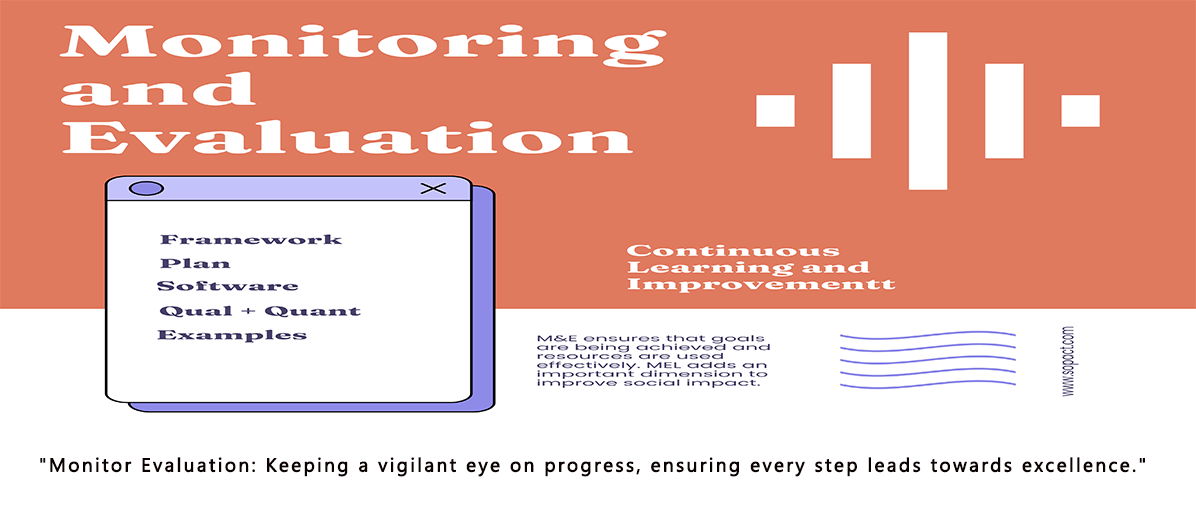 Monitoring
and
Evaluation
Framework
Plan
Software
Qual + Quant
Examples
Continuous
Learning and
Improvementt
M&E ensures that goals
are being achieved and
resources are used
effectively. MEL adds an
important dimension to
improve social impact.
www.sopact.com
"Monitor Evaluation: Keeping a vigilant eye on progress, ensuring every step leads towards excellence."